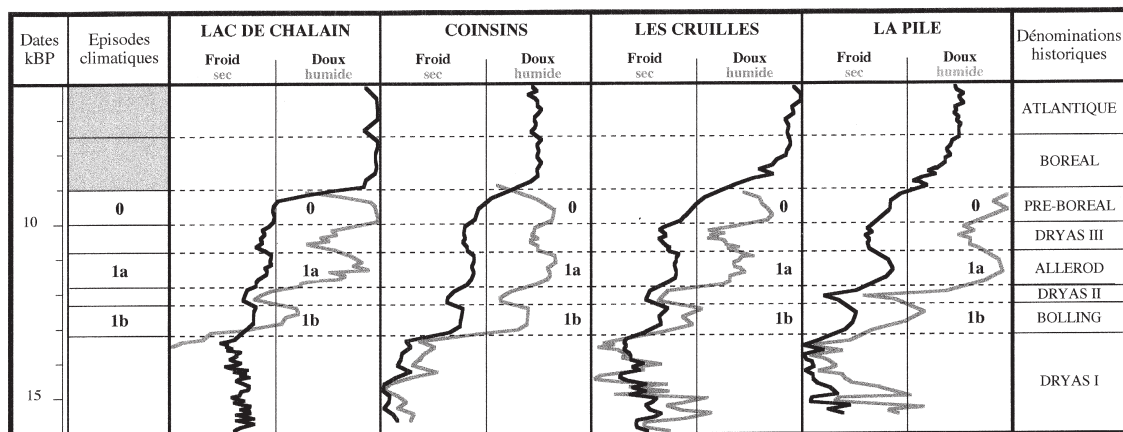 Dates
kBP
Episodes
climatiques
LAC DE CHALAIN
Froid Doux
sec humide
COINSINS
Froid Doux
sec humide
LES CRUILLES
Froid Doux
sec humide
LA PILE
Froid Doux
sec humide
Dénominations
historiques
ATLANTIQUE
BOREAL
0 0 0 0 0 PRE-BOREAL
10
DRYAS III
1a 1a 1a 1a 1a ALLEROD
DRYAS II
1b 1b 1b 1b 1b BOLLING
DRYAS I
15